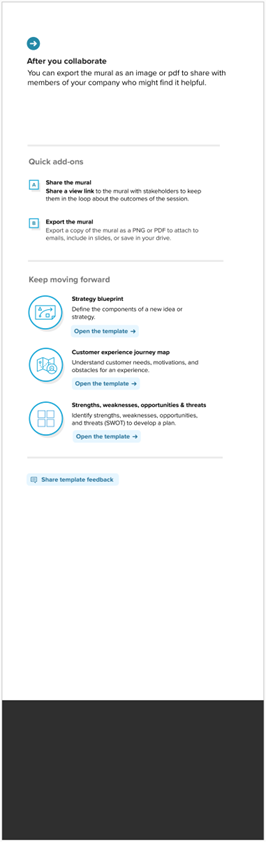 After you collaborate
You can export the mural as an image or pdf to share with
members of your company who might find it helpful.
Quick add-ons
A
Share the mural
Share a view link to the mural with stakeholders to keep
them in the loop about the outcomes of the session.
B
Export the mural
Export a copy of the mural as a PNG or PDF to attach to
emails, include in slides, or save in your drive.
Keep moving forward
Strategy blueprint
Define the components of a new idea or
strategy.
Open the template →
Customer experience journey map
Understand customer needs, motivations, and
obstacles for an experience.
Open the template →
Strengths, weaknesses, opportunities & threats
Identify strengths, weaknesses, opportunities,
and threats (SWOT) to develop a plan.
Open the template →
Share template feedback